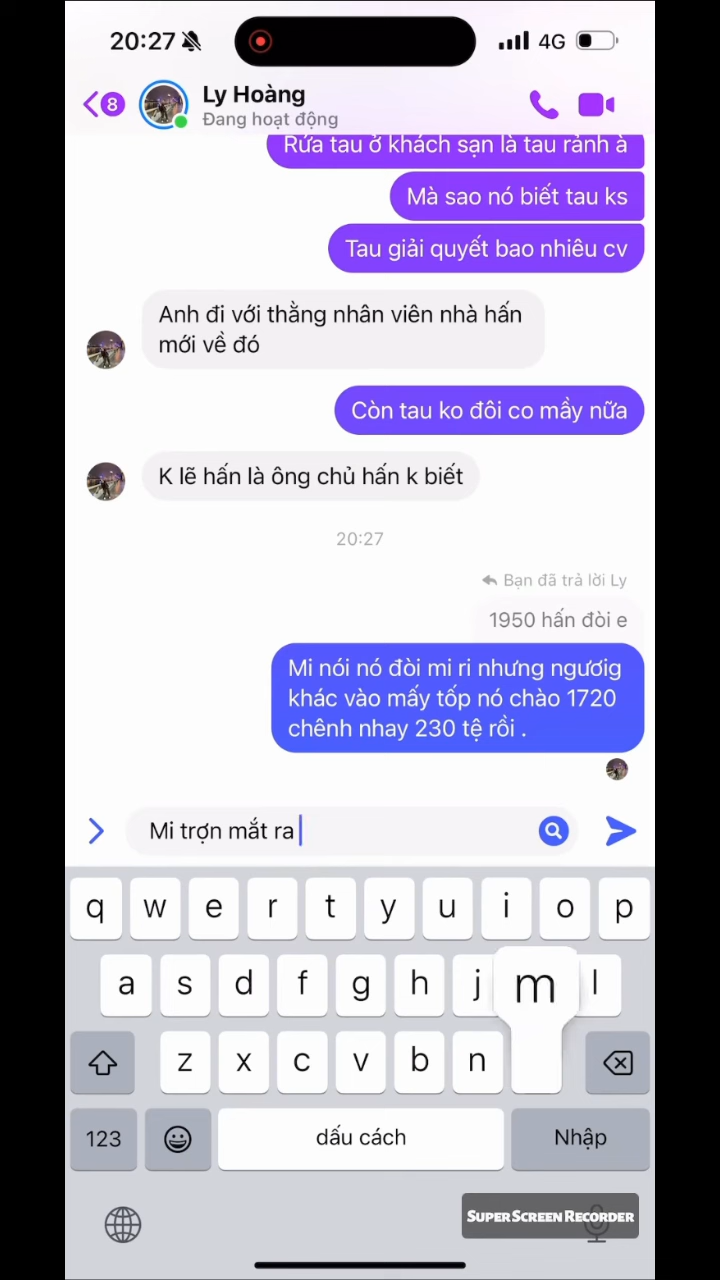 20:27
4G
8
Ly Hoàng
Đang hoạt động
Rứa tau ở khách sạn là tau rảnh à
Mà sao nó biết tau ks
Tau giải quyết bao nhiêu cv
Anh đi với thằng nhân viên nhà hấn
mới về đó
Còn tau ko đôi co mầy nữa
K lẽ hấn là ông chủ hấn k biết
20:27
Bạn đã trả lời Ly
1950 hấn đòi e
Mi nói nó đòi mi ri nhưng ngươig
khác vào mấy tốp nó chào 1720
chênh nhay 230 tệ rồi .
Mi trợn mắt ra
q w e r t y u i o p
a s d f g h j m l
z x c v b n
123 dấu cách Nhập
SUPER SCREEN RECORDER